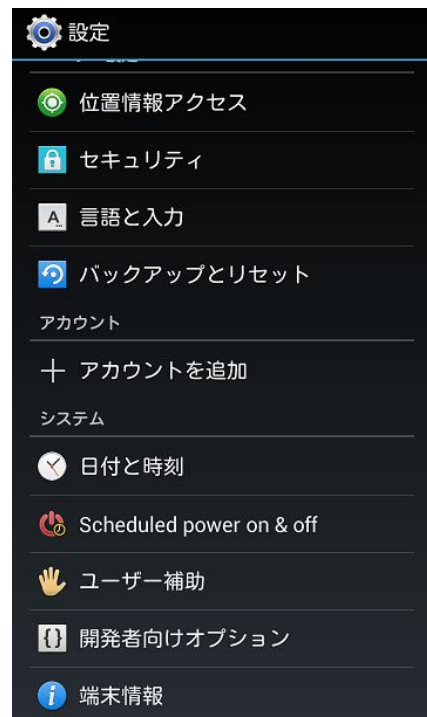 設定
位置情報アクセス
セキュリティ
言語と入力
バックアップとリセット
アカウント
アカウントを追加
システム
日付と時刻
Scheduled power on & off
ユーザー補助
開発者向けオプション
端末情報